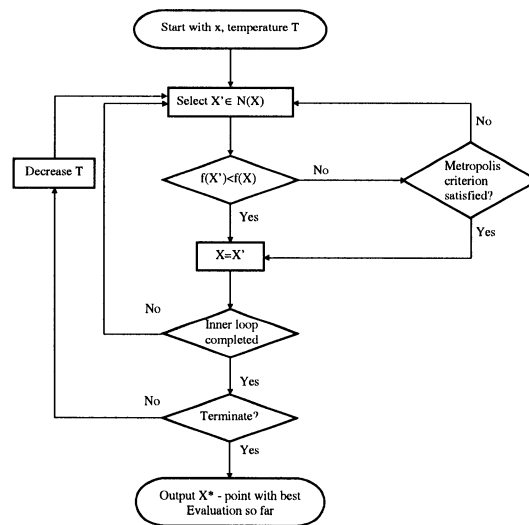 Start with x, temperature T
Select X'∈ N(X)
No
Decrease T
f(X')<f(X)
No
Metropolis
criterion
satisfied?
Yes
Yes
X=X'
No
Inner loop
completed
Yes
No
Terminate?
Yes
Output X* - point with best
Evaluation so far